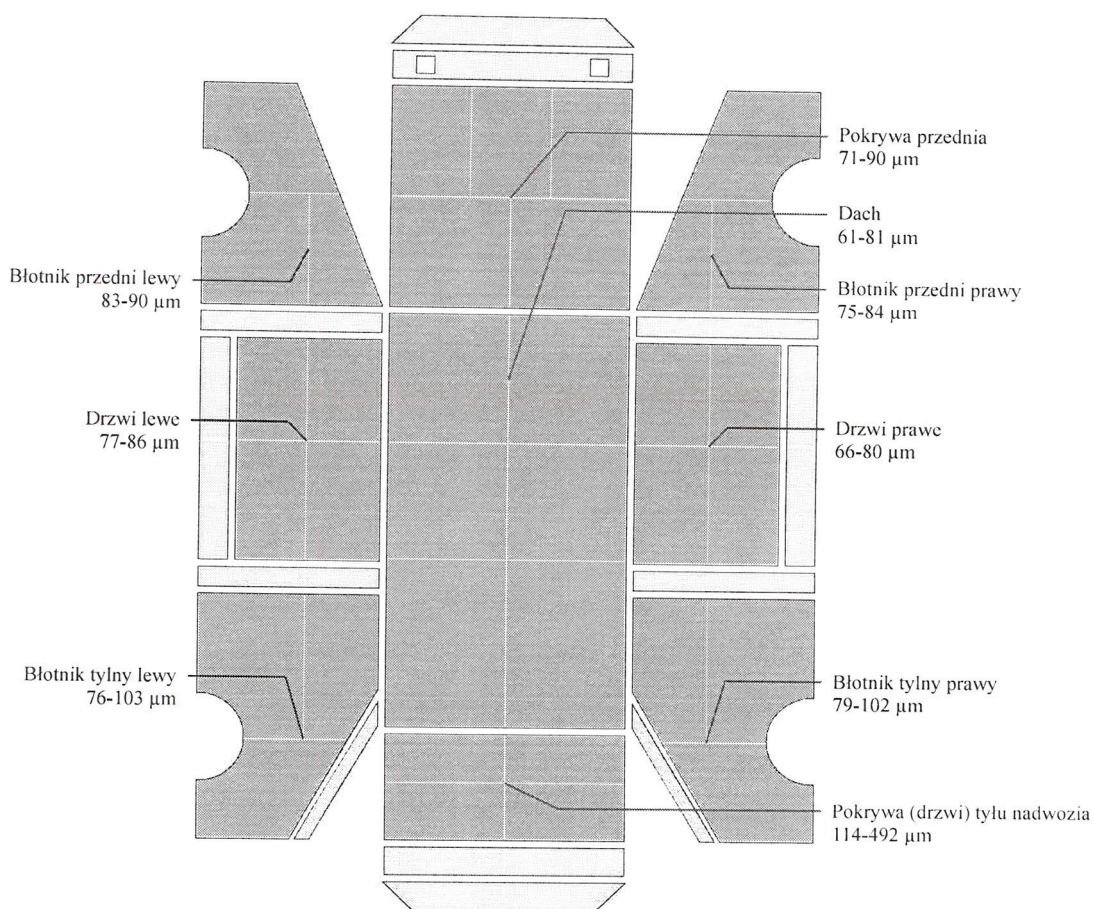 Pokrywa przednia
71-90 µm
Dach
61-81 µm
Błotnik przedni lewy
83-90 µm
Błotnik przedni prawy
75-84 µm
Drzwi lewe
77-86 µm
Drzwi prawe
66-80 µm
Błotnik tylny lewy
76-103 µm
Błotnik tylny prawy
79-102 µm
Pokrywa (drzwi) tyłu nadwozia
114-492 µm